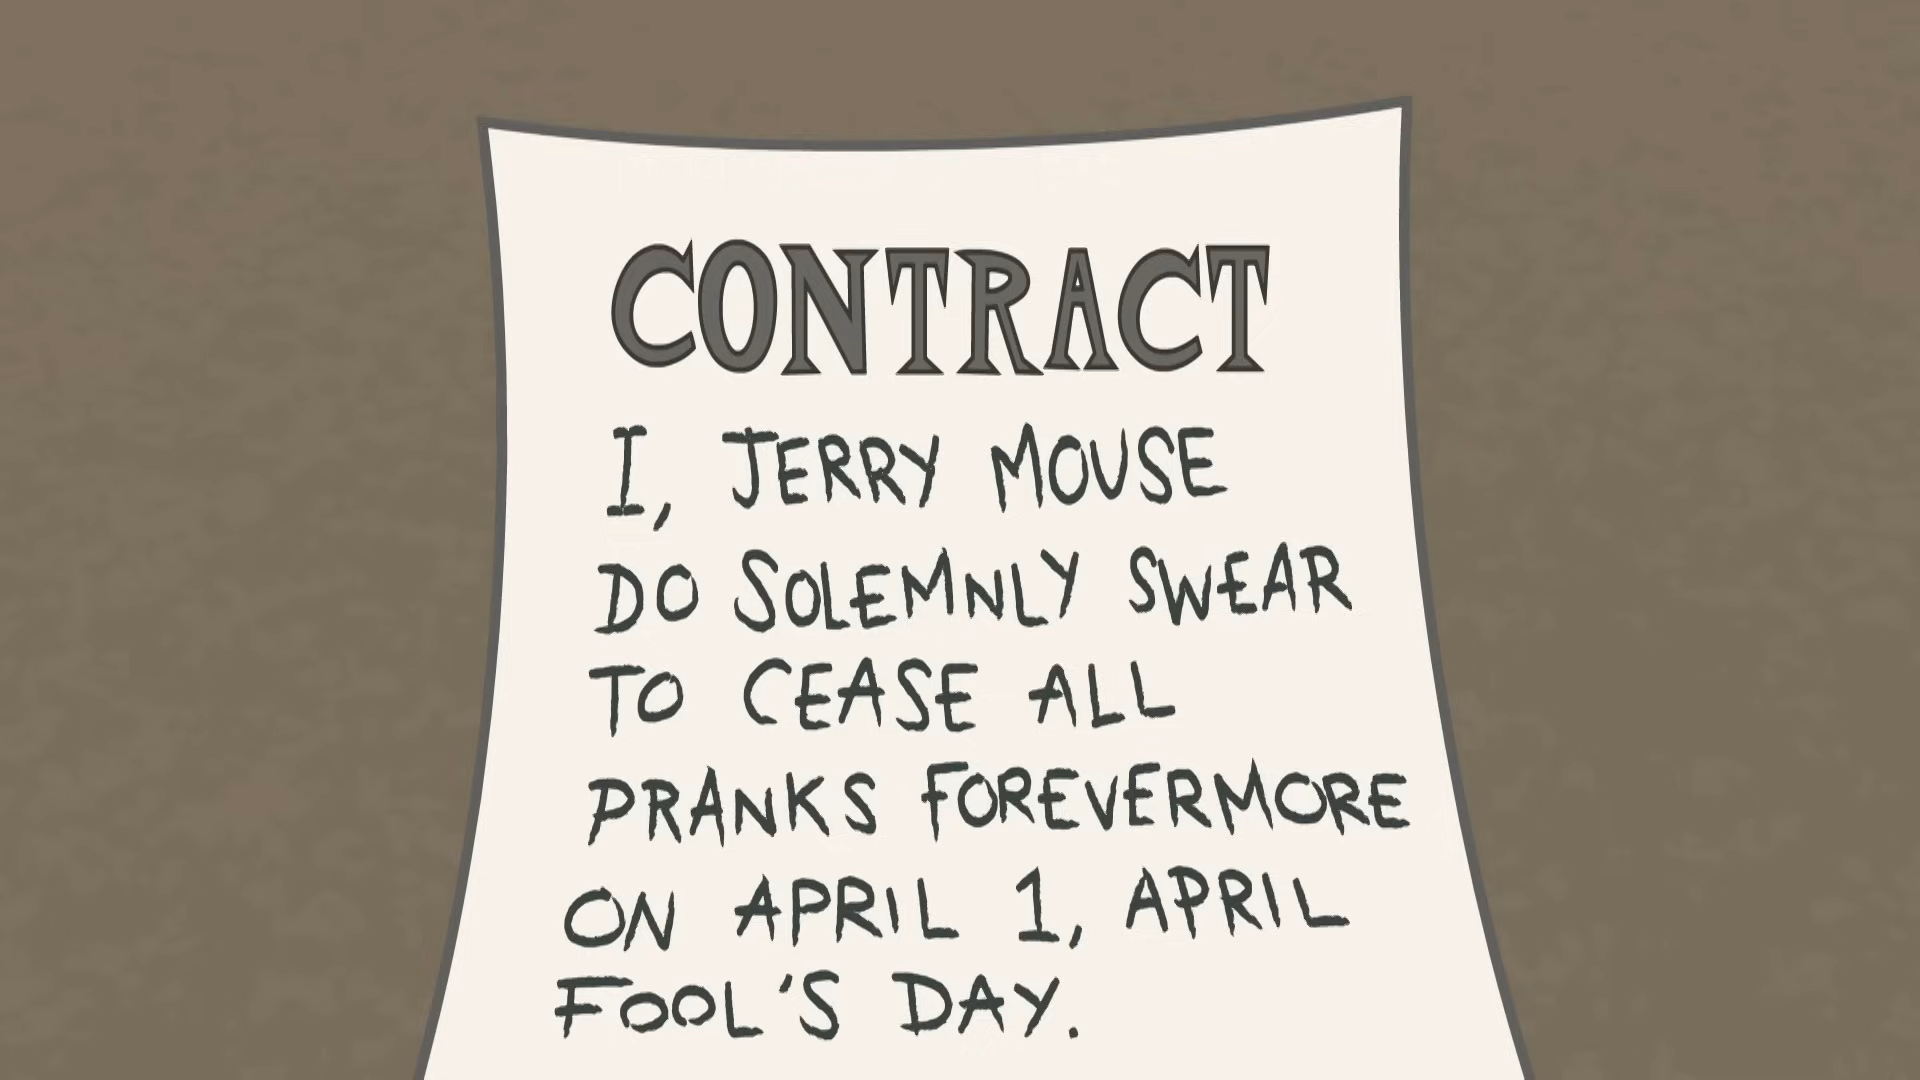 CONTRACT
I, JERRY MOUSE
DO SOLEMNLY SWEAR
TO CEASE ALL
PRANKS FOREVERMORE
ON APRIL 1, APRIL
FOOL'S DAY.